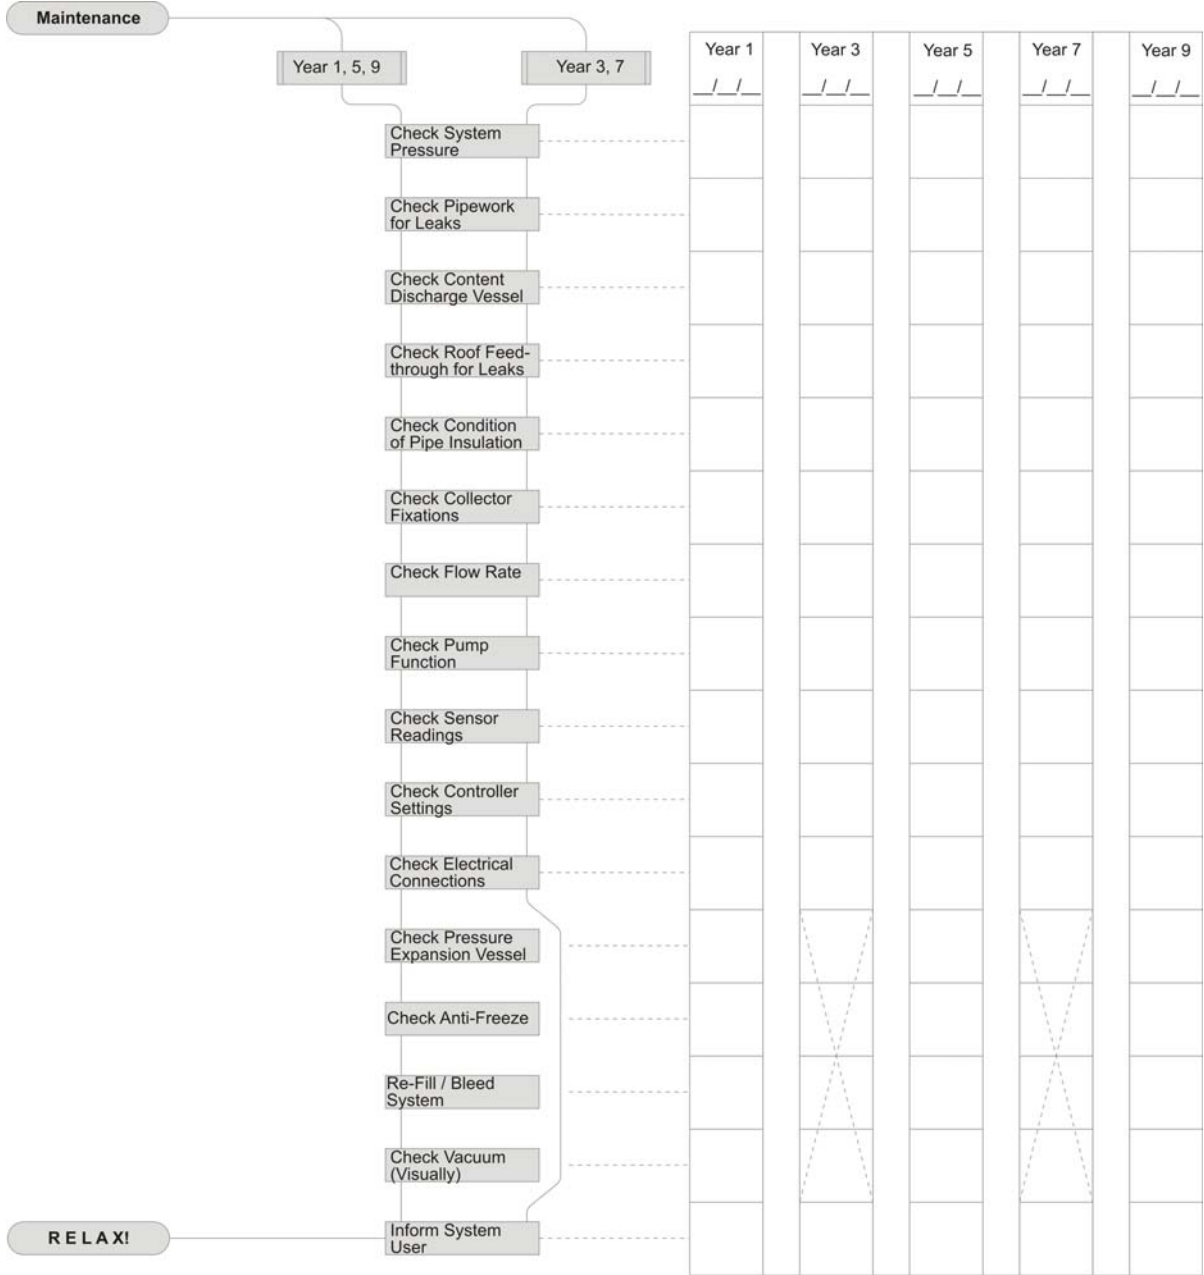 Maintenance
Year 1, 5, 9
Year 3, 7
Year 1
Year 3
Year 5
Year 7
Year 9
__/__/__
__/__/__
__/__/__
__/__/__
__/__/__
Check System
Pressure
Check Pipework
for Leaks
Check Content
Discharge Vessel
Check Roof Feed-
through for Leaks
Check Condition
of Pipe Insulation
Check Collector
Fixations
Check Flow Rate
Check Pump
Function
Check Sensor
Readings
Check Controller
Settings
Check Electrical
Connections
Check Pressure
Expansion Vessel
Check Anti-Freeze
Re-Fill / Bleed
System
Check Vacuum
(Visually)
R E L A X!
Inform System
User